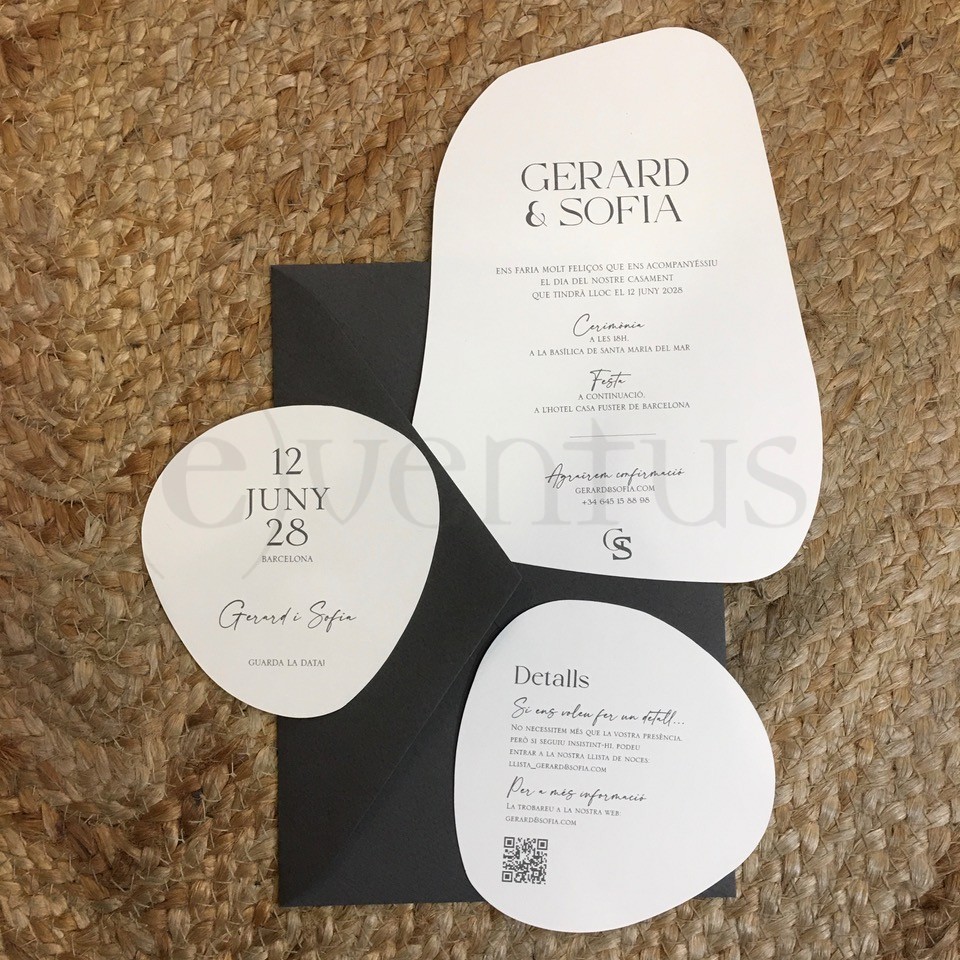 GERARD
& SOFIA
ENS FARIA MOLT FELIÇOS QUE ENS ACOMPANYÉSSIU
EL DIA DEL NOSTRE CASAMENT
QUE TINDRÀ LLOC EL 12 JUNY 2028
Cerimònia
A LES 18H,
A LA BASÍLICA DE SANTA MARIA DEL MAR
Festa
A CONTINUACIÓ,
A L'HOTEL CASA FUSTER DE BARCELONA
Agrairem confirmació
GERARD@SOFIA.COM
+34 645 15 88 98
GS
12
JUNY
28
BARCELONA
Gerard i Sofia
GUARDA LA DATA!
Detalls
Si ens voleu fer un detall...
NO NECESSITEM MÉS QUE LA VOSTRA PRESÈNCIA,
PERÒ SI SEGUIU INSISTINT-HI, PODEU
ENTRAR A LA NOSTRA LLISTA DE NOCES:
LLISTA_GERARD@SOFIA.COM
Per a més informació
LA TROBAREU A LA NOSTRA WEB:
GERARD@SOFIA.COM
(e)ventus